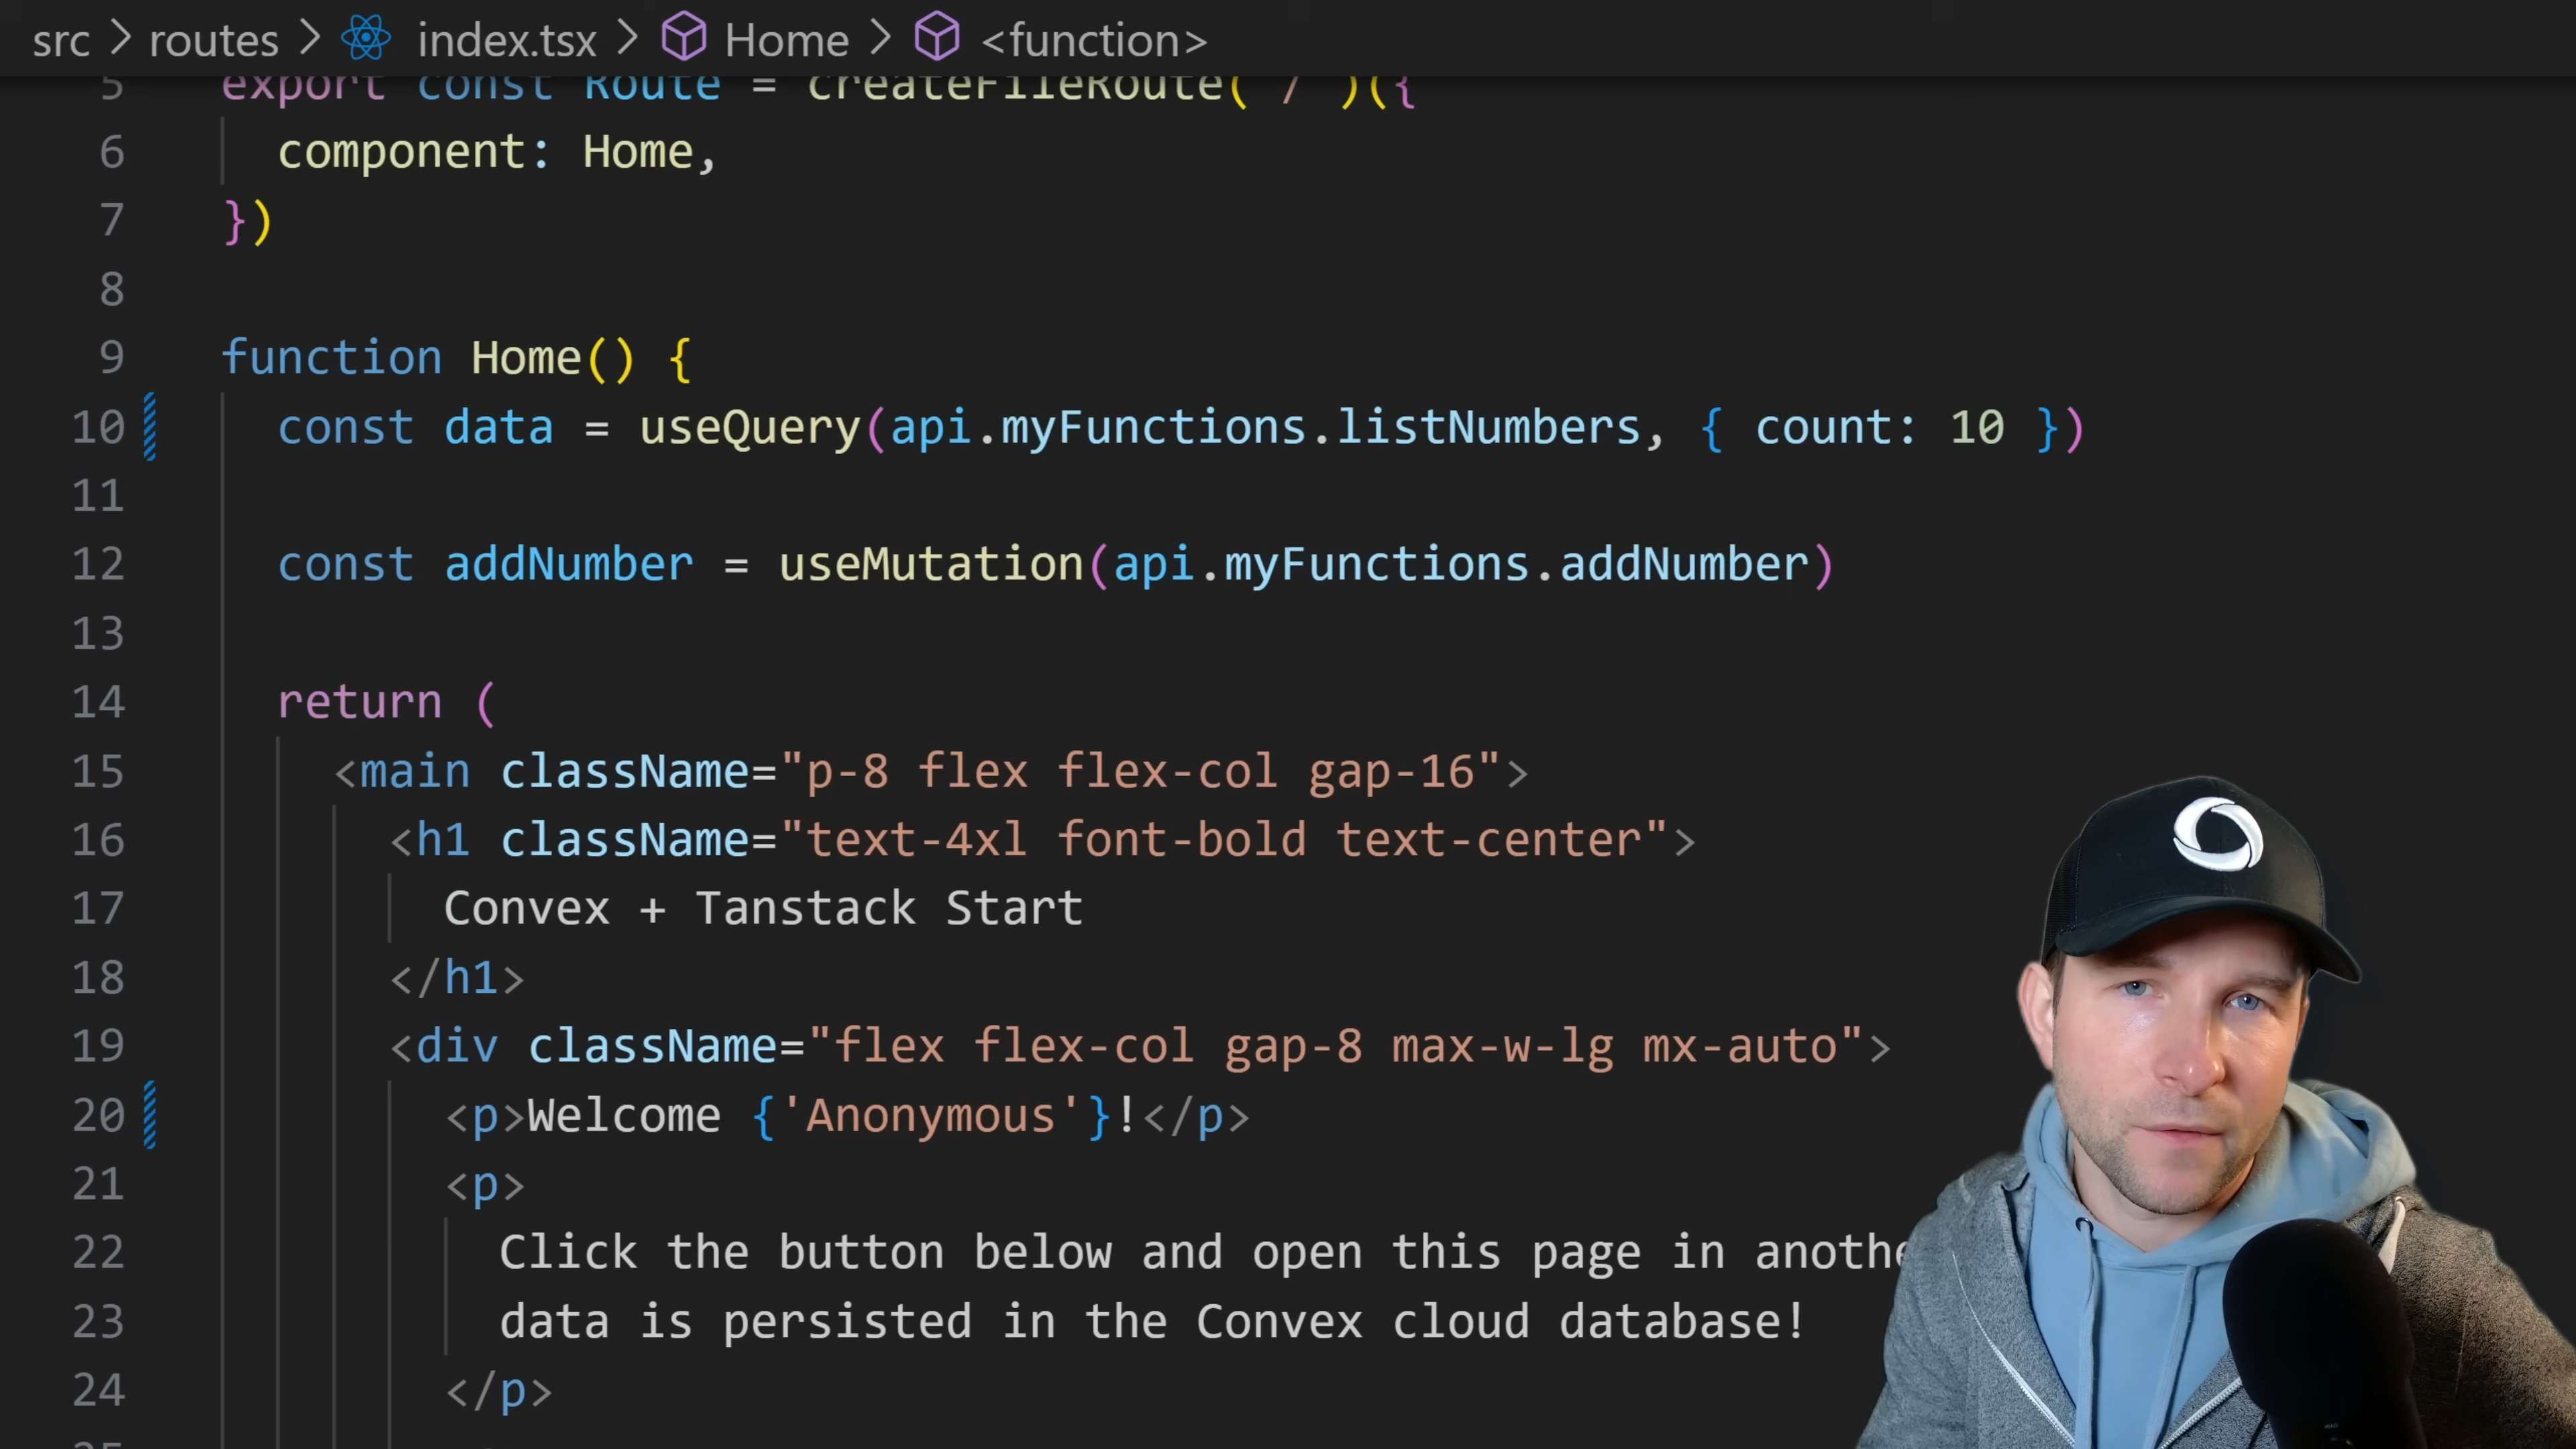 src > routes > index.tsx > Home > <function>
5 export const Route = createFileRoute('/')({
6 component: Home,
7 })
8
9 function Home() {
10 const data = useQuery(api.myFunctions.listNumbers, { count: 10 })
11
12 const addNumber = useMutation(api.myFunctions.addNumber)
13
14 return (
15 <main className="p-8 flex flex-col gap-16">
16 <h1 className="text-4xl font-bold text-center">
17 Convex + Tanstack Start
18 </h1>
19 <div className="flex flex-col gap-8 max-w-lg mx-auto">
20 <p>Welcome {'Anonymous'}!</p>
21 <p>
22 Click the button below and open this page in anothe
23 data is persisted in the Convex cloud database!
24 </p>